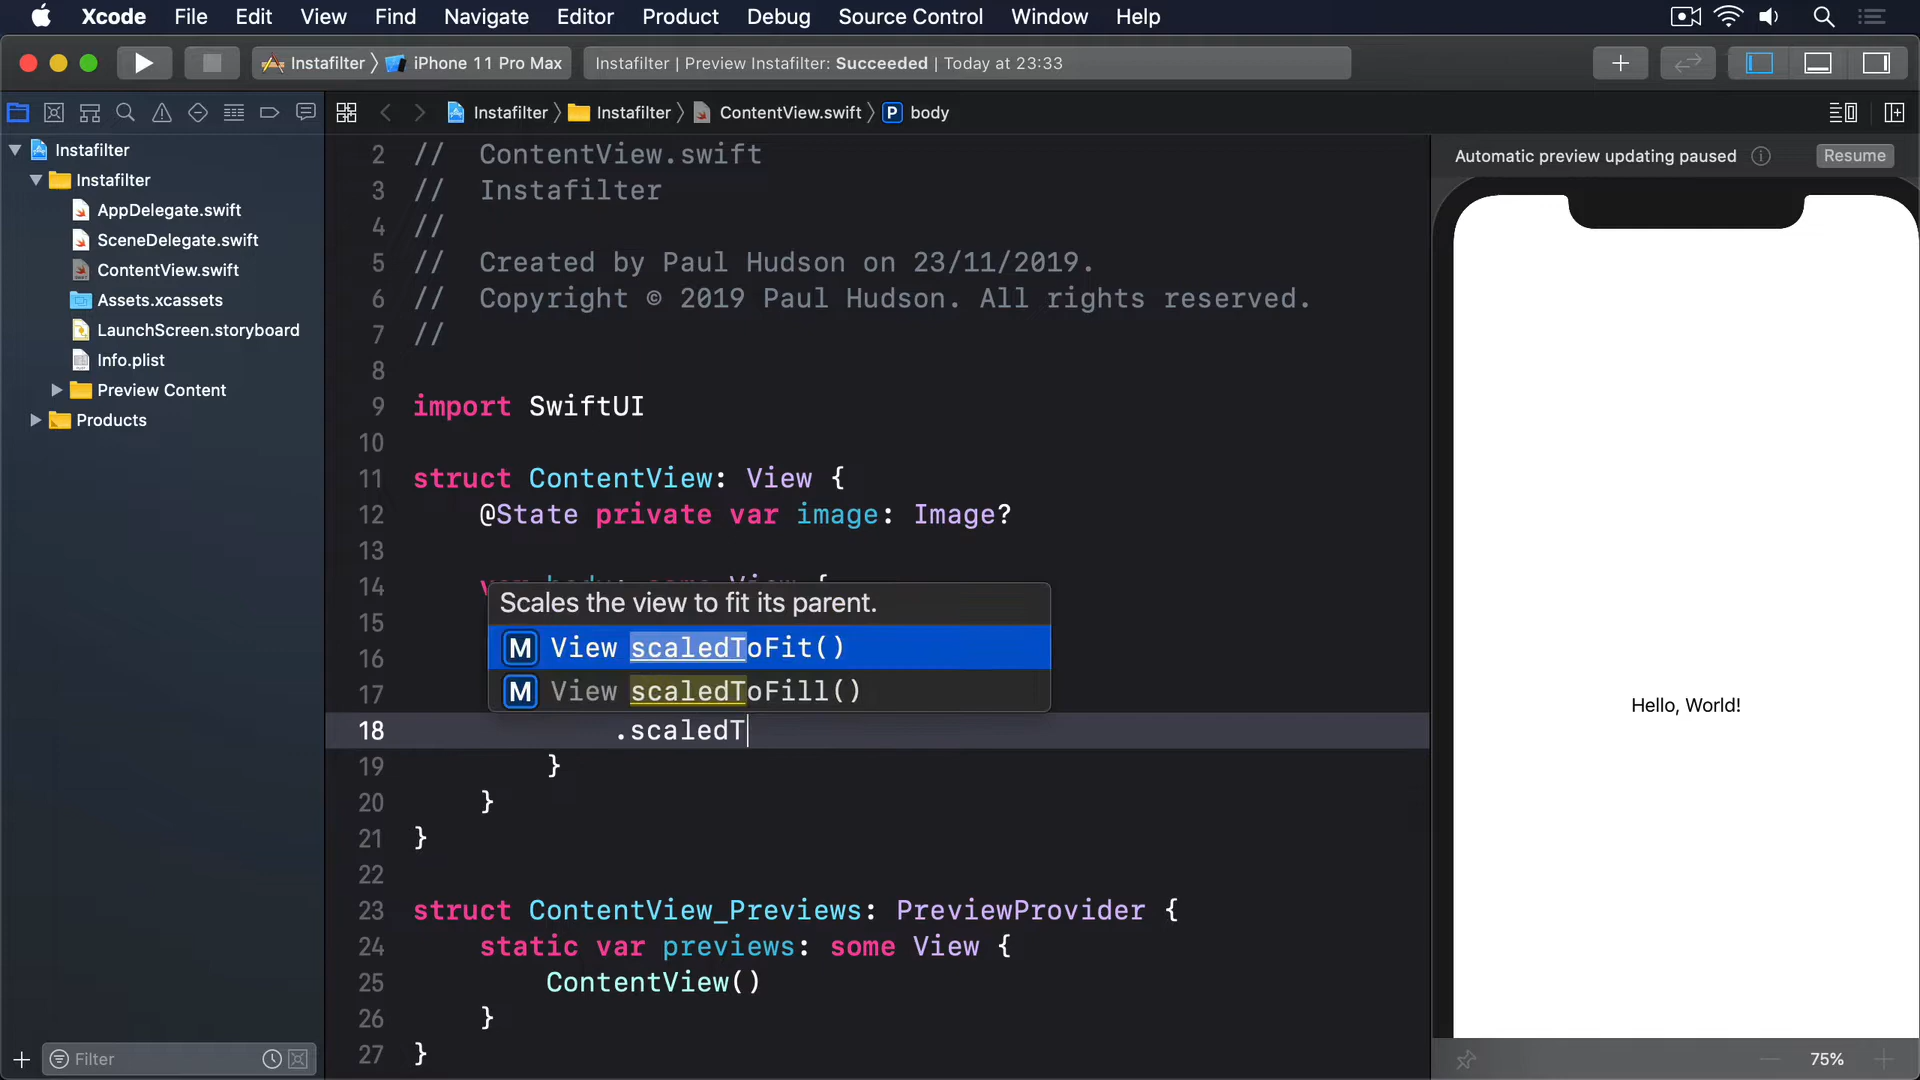 Xcode File Edit View Find Navigate Editor Product Debug Source Control Window Help
Instafilter iPhone 11 Pro Max
Instafilter | Preview Instafilter: Succeeded | Today at 23:33
Instafilter Instafilter ContentView.swift P body
Instafilter
Instafilter
AppDelegate.swift
SceneDelegate.swift
ContentView.swift
Assets.xcassets
LaunchScreen.storyboard
Info.plist
Preview Content
Products
Filter
2 // ContentView.swift
3 // Instafilter
4 //
5 // Created by Paul Hudson on 23/11/2019.
6 // Copyright © 2019 Paul Hudson. All rights reserved.
7 //
8
9 import SwiftUI
10
11 struct ContentView: View {
12 @State private var image: Image?
13
14 var body: some View {
15
16
17
Scales the view to fit its parent.
M View scaledToFit()
M View scaledToFill()
18 .scaledT
19 }
20 }
21 }
22
23 struct ContentView_Previews: PreviewProvider {
24 static var previews: some View {
25 ContentView()
26 }
27 }
Automatic preview updating paused Resume
Hello, World!
75%